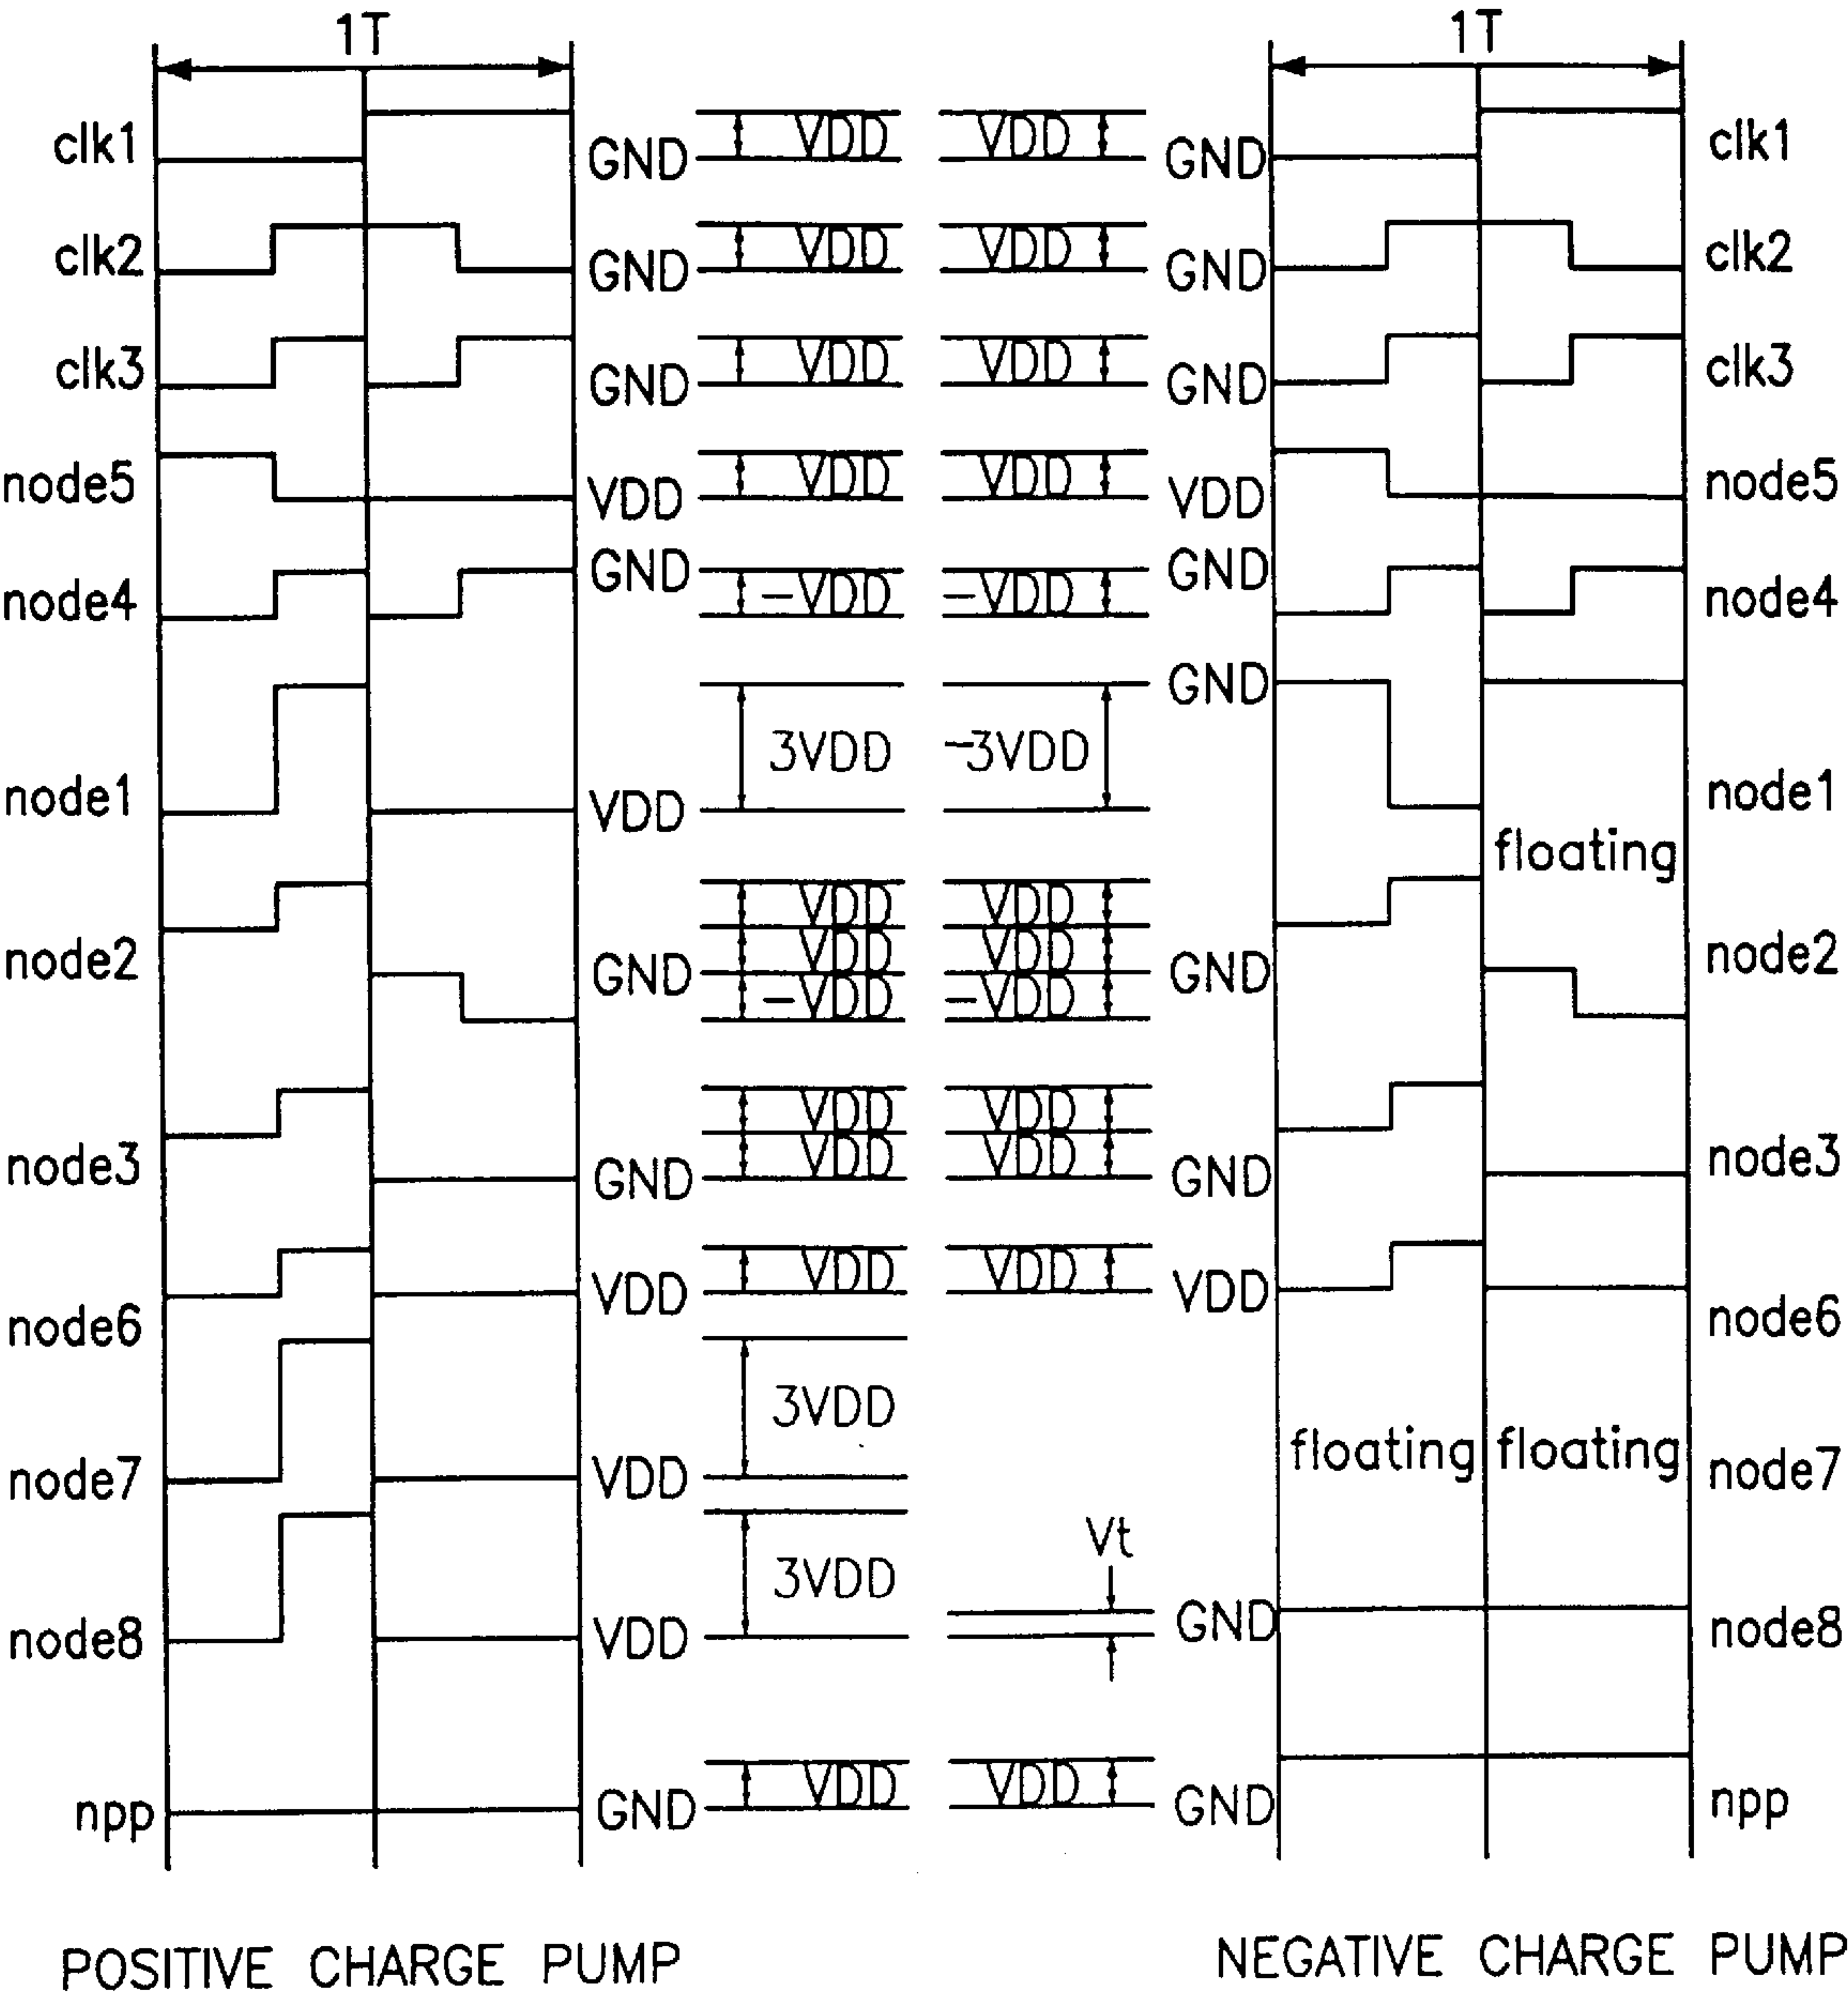 1T 1T
clk1 GND VDD VDD GND clk1
clk2 GND VDD VDD GND clk2
clk3 GND VDD VDD GND clk3
node5 VDD VDD VDD VDD node5
GND GND
node4 -VDD -VDD node4
GND
3VDD -3VDD
node1 VDD node1
floating
VDD VDD
node2 VDD VDD node2
GND GND
-VDD -VDD
VDD VDD
node3 VDD VDD node3
GND GND
VDD VDD VDD VDD
node6 node6
3VDD
floating floating
node7 VDD node7
Vt
3VDD
node8 VDD GND node8
VDD VDD
npp GND GND npp
POSITIVE CHARGE PUMP NEGATIVE CHARGE PUMP